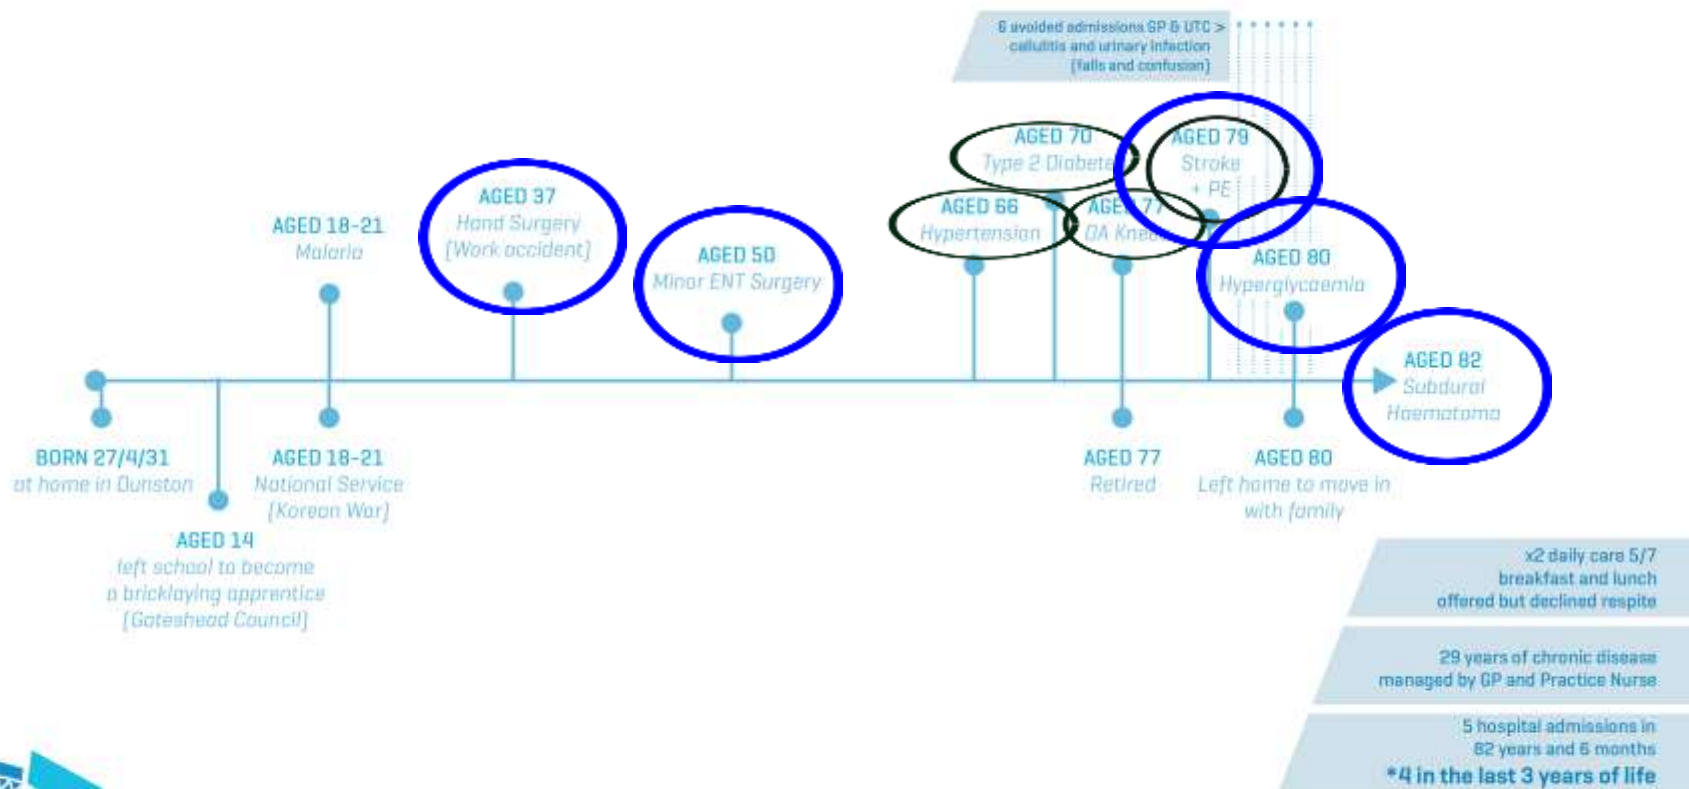 6 avoided admissions GP & UTC >
cellulitis and urinary infection
(falls and confusion)
AGED 70
Type 2 Diabete
AGED 79
Stroke
+ PE
AGED 37
Hand Surgery
(Work accident)
AGED 66
Hypertension
AGED 77
OA Knee
AGED 18-21
Malaria
AGED 50
Minor ENT Surgery
AGED 80
Hyperglycaemia
AGED 82
Subdural
Haematoma
BORN 27/4/31
at home in Dunston
AGED 18-21
National Service
(Korean War)
AGED 77
Retired
AGED 80
Left home to move in
with family
AGED 14
left school to become
a bricklaying apprentice
(Gateshead Council)
x2 daily care 5/7
breakfast and lunch
offered but declined respite
29 years of chronic disease
managed by GP and Practice Nurse
5 hospital admissions in
82 years and 6 months
*4 in the last 3 years of life